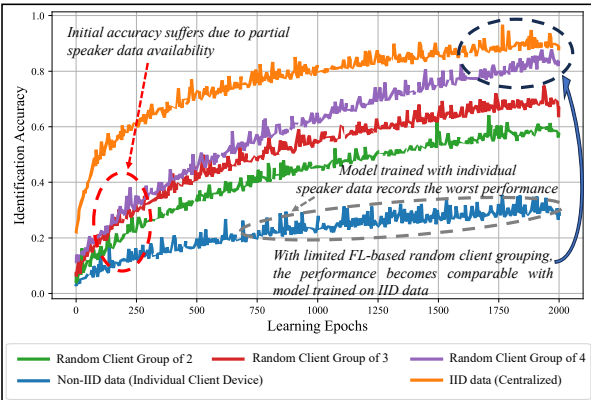 1.0
0.8
0.6
0.4
0.2
0.0
Identification Accuracy
Initial accuracy suffers due to partial
speaker data availability
Model trained with individual
speaker data records the worst performance
With limited FL-based random client grouping,
the performance becomes comparable with
model trained on IID data
0 250 500 750 1000 1250 1500 1750 2000
Learning Epochs
Random Client Group of 2 Random Client Group of 3 Random Client Group of 4
Non-IID data (Individual Client Device) IID data (Centralized)